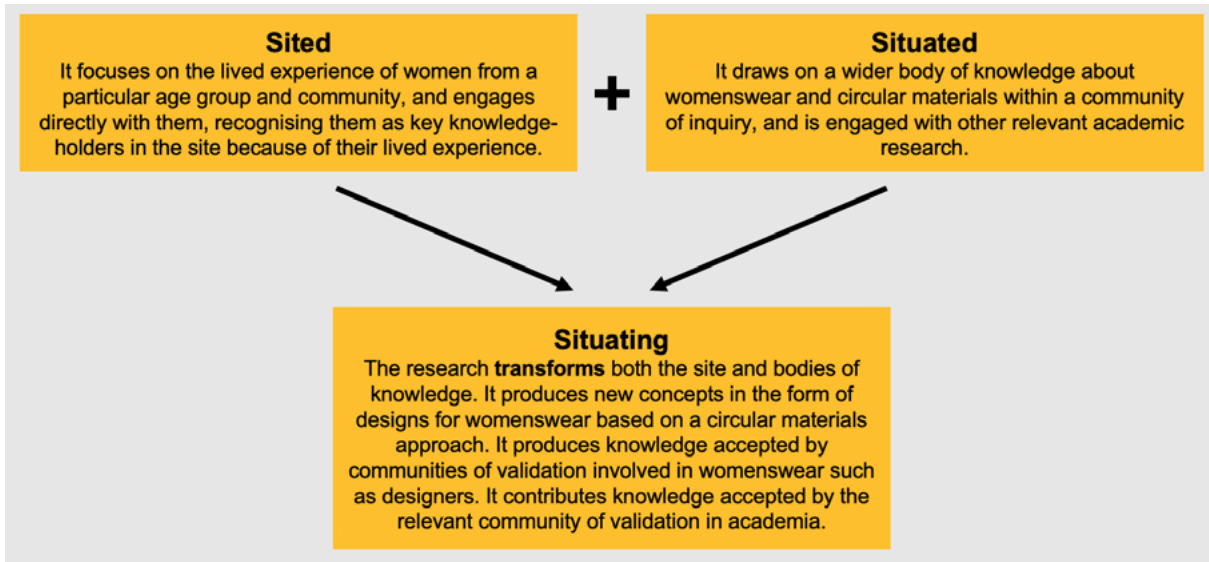 Sited
It focuses on the lived experience of women from a
particular age group and community, and engages
directly with them, recognising them as key knowledge-
holders in the site because of their lived experience.
+
Situated
It draws on a wider body of knowledge about
womenswear and circular materials within a community
of inquiry, and is engaged with other relevant academic
research.
Situating
The research transforms both the site and bodies of
knowledge. It produces new concepts in the form of
designs for womenswear based on a circular materials
approach. It produces knowledge accepted by
communities of validation involved in womenswear such
as designers. It contributes knowledge accepted by the
relevant community of validation in academia.